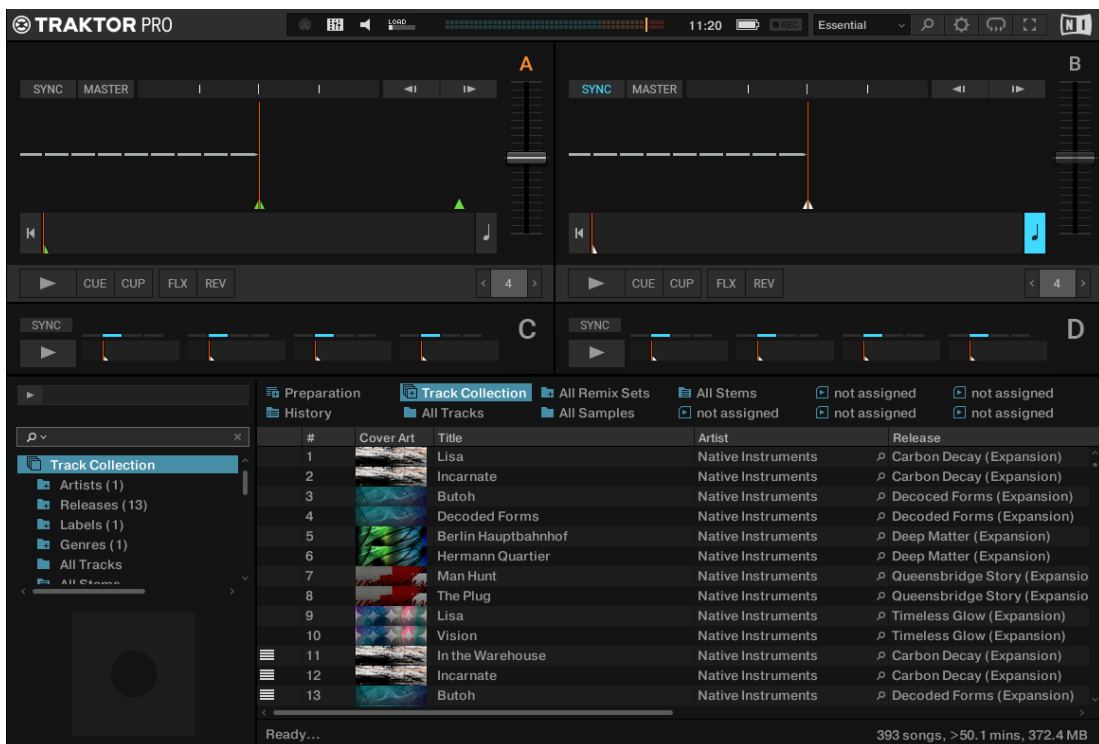 TRAKTOR PRO LOAD 11:20 REC Essential NI
A B
SYNC MASTER SYNC MASTER
CUE CUP FLX REV 4 CUE CUP FLX REV 4
SYNC C SYNC D
Preparation Track Collection All Remix Sets All Stems not assigned not assigned
History All Tracks All Samples not assigned not assigned not assigned
# Cover Art Title Artist Release
Track Collection
Artists (1)
Releases (13)
Labels (1)
Genres (1)
All Tracks
All Stems
1 Lisa Native Instruments Carbon Decay (Expansion)
2 Incarnate Native Instruments Carbon Decay (Expansion)
3 Butoh Native Instruments Decoced Forms (Expansion)
4 Decoded Forms Native Instruments Decoded Forms (Expansion)
5 Berlin Hauptbahnhof Native Instruments Deep Matter (Expansion)
6 Hermann Quartier Native Instruments Deep Matter (Expansion)
7 Man Hunt Native Instruments Queensbridge Story (Expansio
8 The Plug Native Instruments Queensbridge Story (Expansio
9 Lisa Native Instruments Timeless Glow (Expansion)
10 Vision Native Instruments Timeless Glow (Expansion)
11 In the Warehouse Native Instruments Carbon Decay (Expansion)
12 Incarnate Native Instruments Carbon Decay (Expansion)
13 Butoh Native Instruments Decoded Forms (Expansion)
Ready... 393 songs, >50.1 mins, 372.4 MB